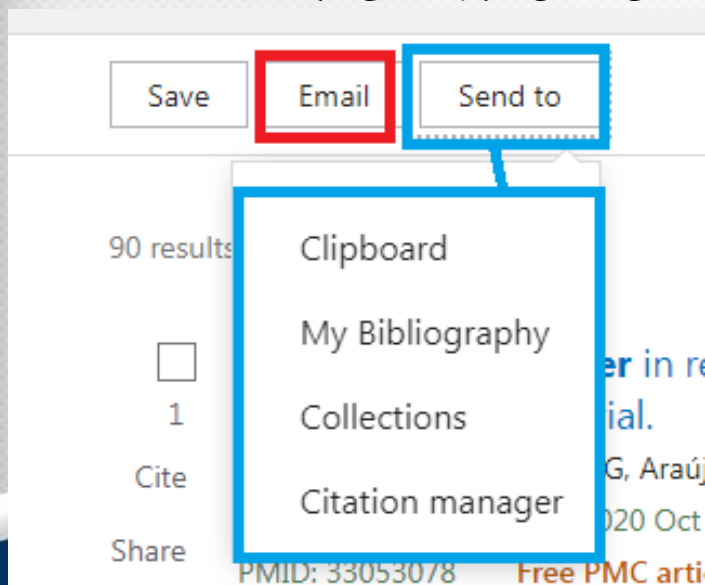 Save Email Send to
90 results
Clipboard
My Bibliography
er in re
1
Collections
ial.
Cite
G, Araúj
Citation manager
020 Oct
Share
PMID: 33053078 Free PMC arti